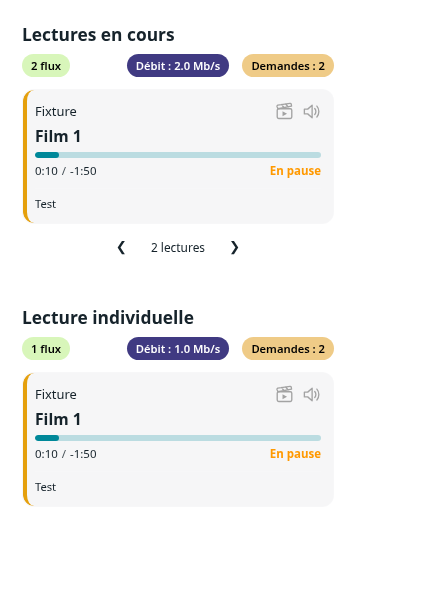 Lectures en cours
2 flux
Débit : 2.0 Mb/s
Demandes : 2
Fixture
Film 1
0:10 / -1:50
En pause
Test
❮ 2 lectures ❯
Lecture individuelle
1 flux
Débit : 1.0 Mb/s
Demandes : 2
Fixture
Film 1
0:10 / -1:50
En pause
Test